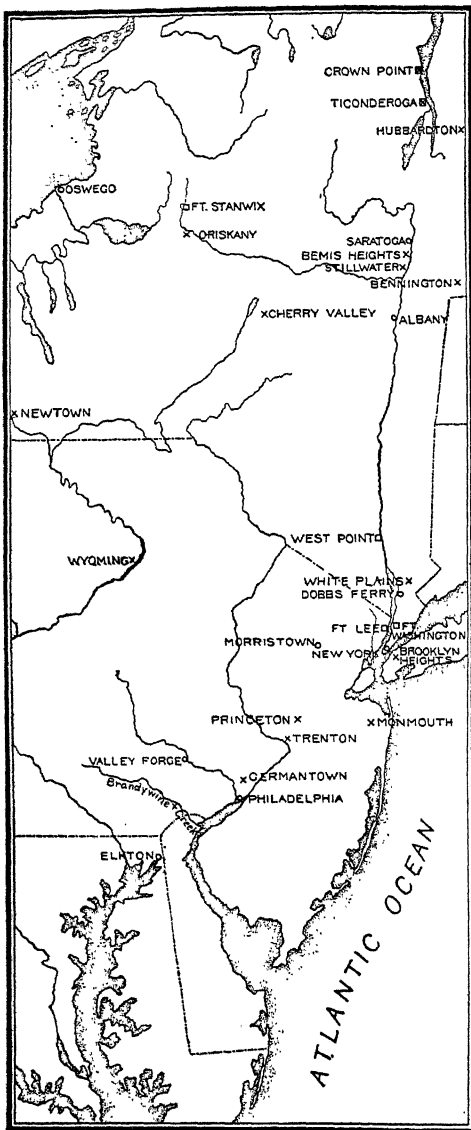 CROWN POINT
TICONDEROGA
HUBBARDTON
OSWEGO
FT. STANWIX
ORISKANY
SARATOGA
BEMIS HEIGHTS
STILLWATER
BENNINGTON
CHERRY VALLEY
ALBANY
NEWTOWN
WEST POINT
WYOMING
WHITE PLAINS
DOBBS FERRY
FT LEE
FT.
WASHINGTON
MORRISTOWN
NEW YORK
BROOKLYN
HEIGHTS
PRINCETON
MONMOUTH
TRENTON
VALLEY FORGE
GERMANTOWN
Brandywine Creek
PHILADELPHIA
ELKTON
ATLANTIC OCEAN